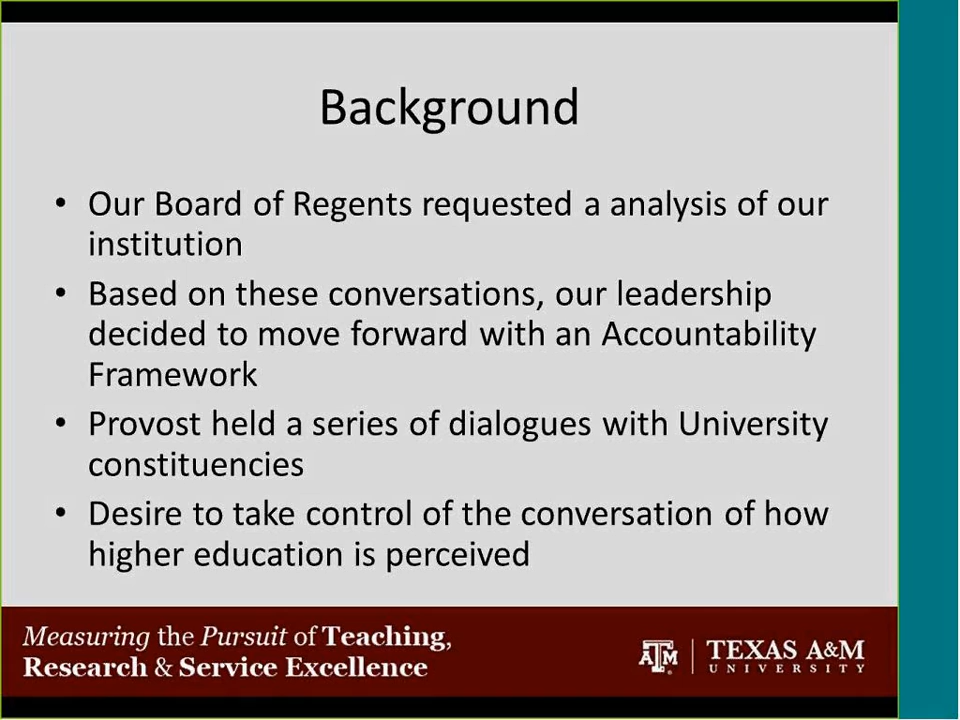 Background
• Our Board of Regents requested a analysis of our
institution
• Based on these conversations, our leadership
decided to move forward with an Accountability
Framework
• Provost held a series of dialogues with University
constituencies
• Desire to take control of the conversation of how
higher education is perceived
Measuring the Pursuit of Teaching,
Research & Service Excellence
ATM TEXAS A&M
UNIVERSITY